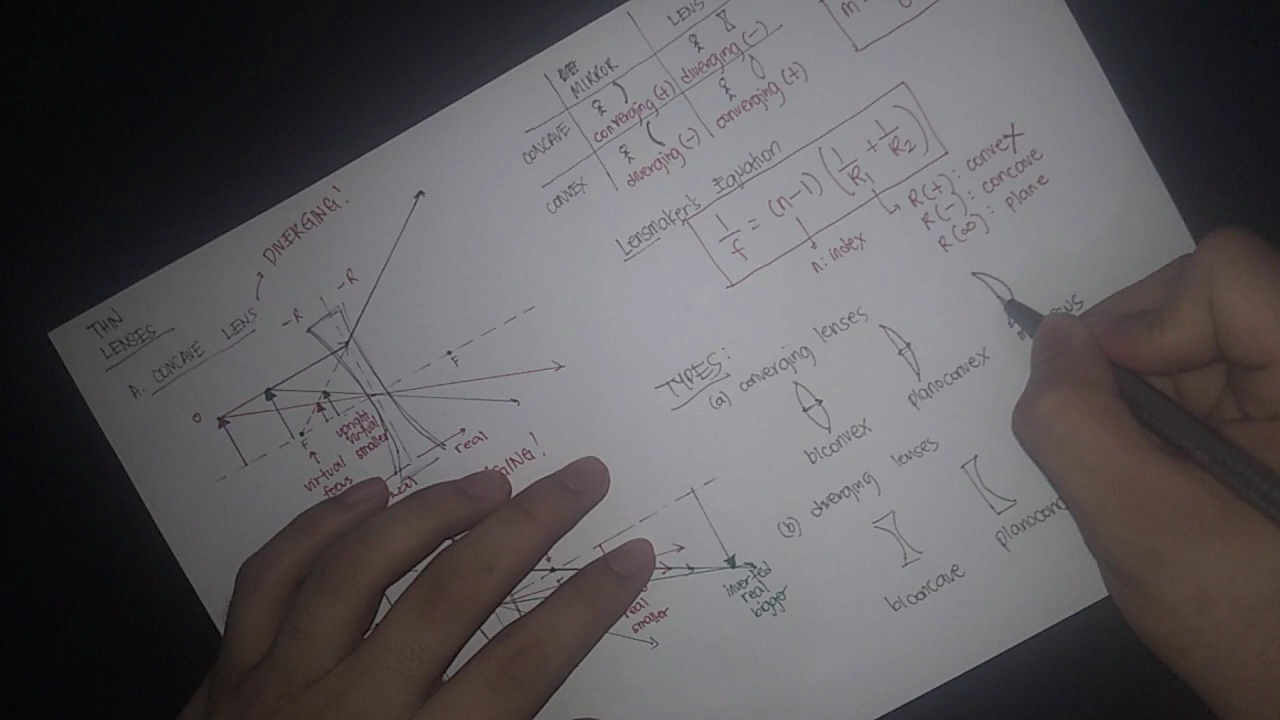 THIN
LENSES
A. CONCAVE LENS → DIVERGING!
-R
-R
O
F
F
upright
virtual
smaller
virtual
focus
real
real
smaller
inverted
real
bigger
MIRROR
LENS
CONCAVE
converging (+)
diverging (-)
CONVEX
diverging (-)
converging (+)
Lensmaker's Equation
1/f = (n-1) (1/R1 + 1/R2)
n: index
R(+): convex
R(-): concave
R(∞): plane
TYPES:
(a) converging lenses
biconvex
planoconvex
(b) diverging lenses
biconcave